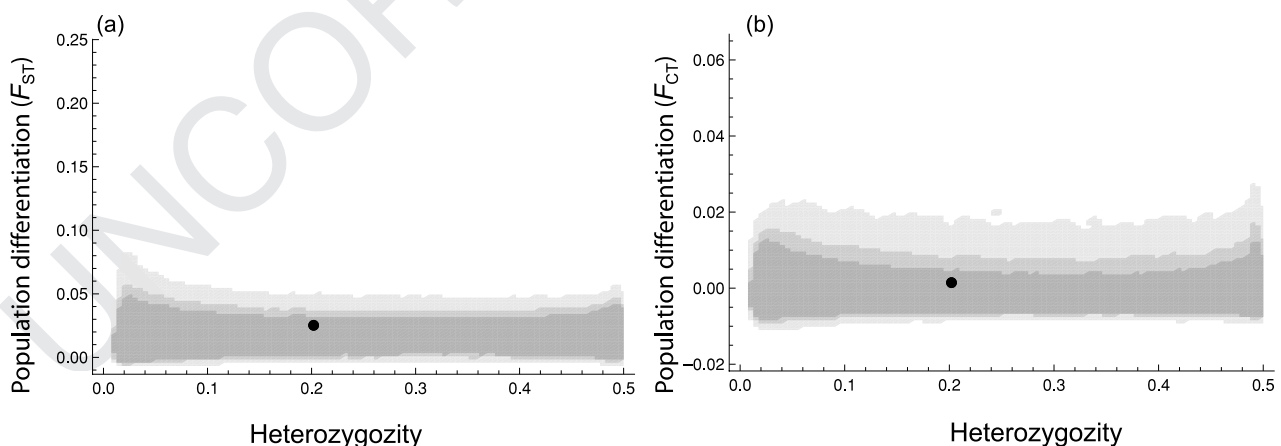 (a)
Population differentiation (FST)
0.25
0.20
0.15
0.10
0.05
0.00
0.0 0.1 0.2 0.3 0.4 0.5
Heterozygozity
(b)
Population differentiation (FCT)
0.06
0.04
0.02
0.00
−0.02
0.0 0.1 0.2 0.3 0.4 0.5
Heterozygozity